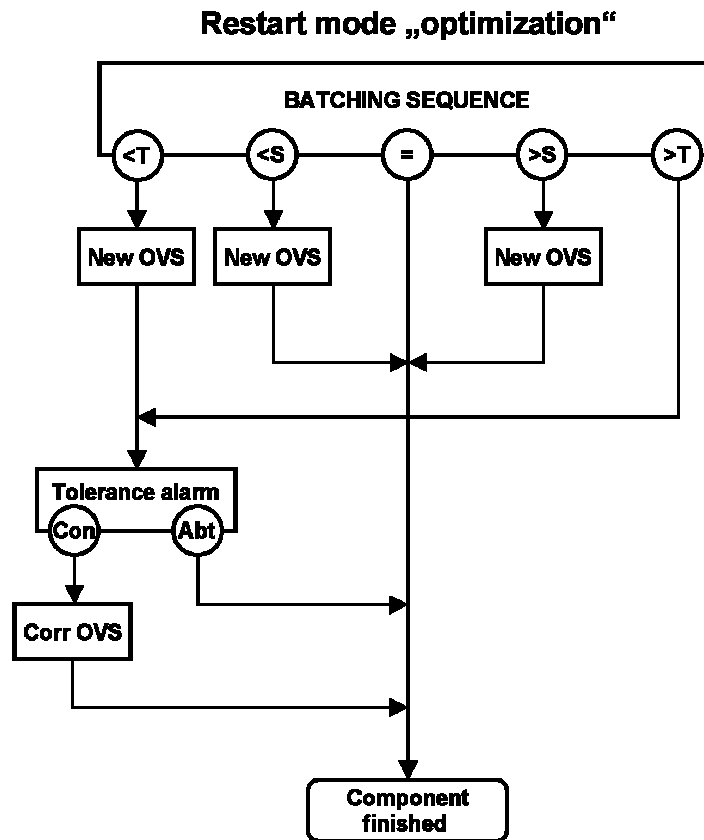 Restart mode „optimization“
BATCHING SEQUENCE
<T
<S
=
>S
>T
New OVS
New OVS
New OVS
Tolerance alarm
Con
Abt
Corr OVS
Component
finished